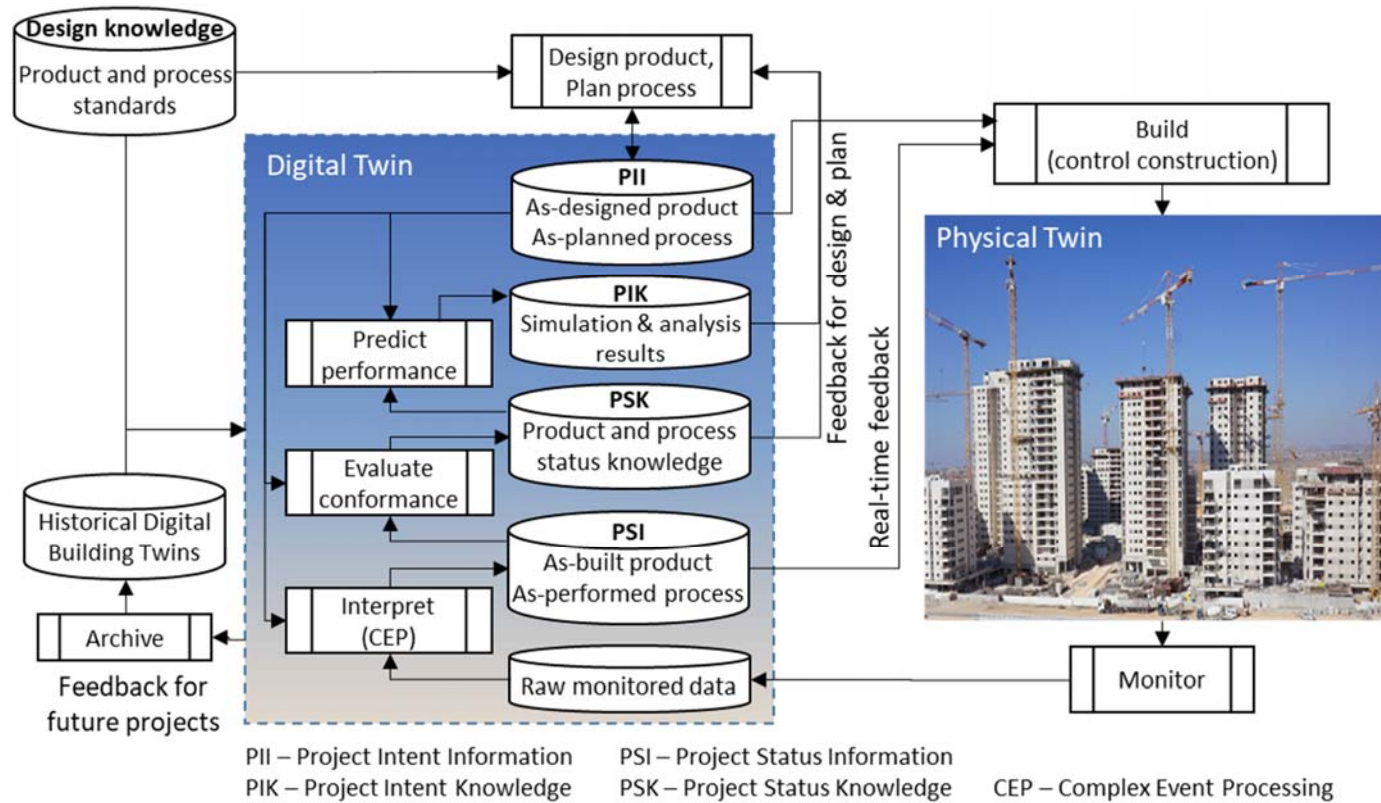 Design knowledge
Product and process
standards
Design product,
Plan process
Build
(control construction)
Digital Twin
PII
As-designed product
As-planned process
Physical Twin
PIK
Simulation & analysis
results
Predict
performance
Feedback for design & plan
Real-time feedback
PSK
Product and process
status knowledge
Evaluate
conformance
Historical Digital
Building Twins
PSI
As-built product
As-performed process
Interpret
(CEP)
Archive
Feedback for
future projects
Raw monitored data
Monitor
PII – Project Intent Information
PSI – Project Status Information
PIK – Project Intent Knowledge
PSK – Project Status Knowledge
CEP – Complex Event Processing